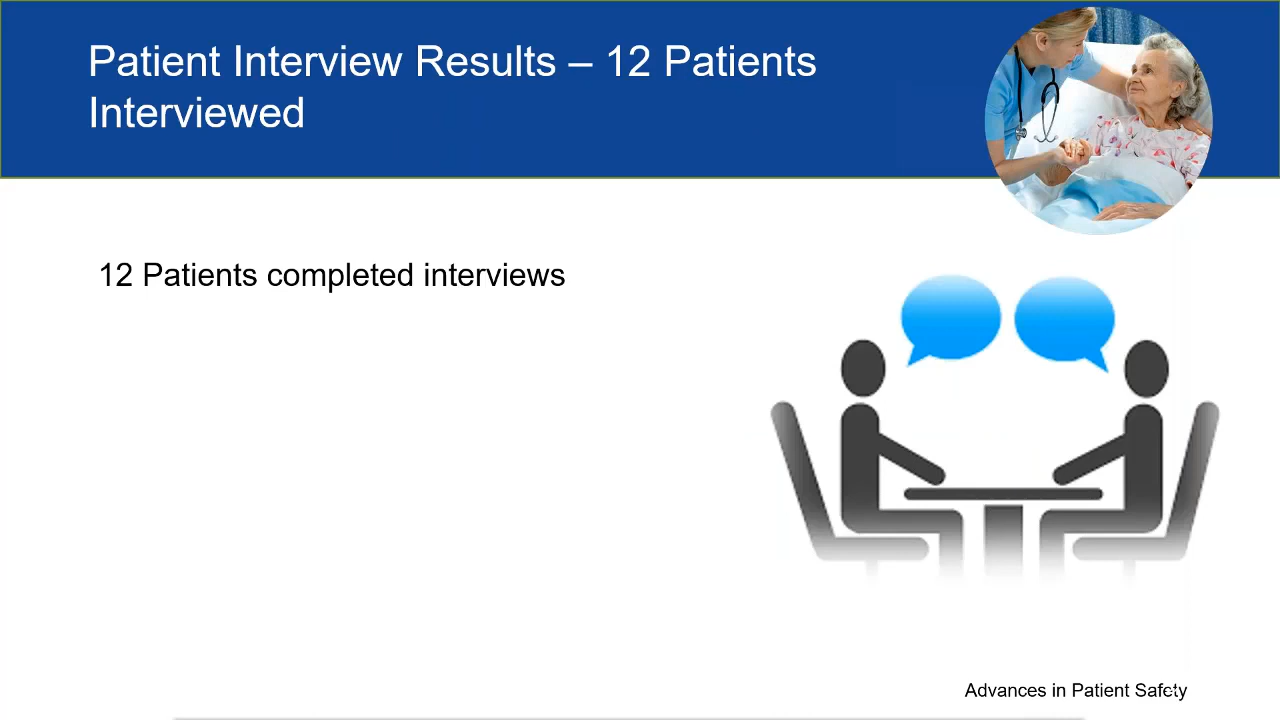 Patient Interview Results – 12 Patients
Interviewed
12 Patients completed interviews
Advances in Patient Safety